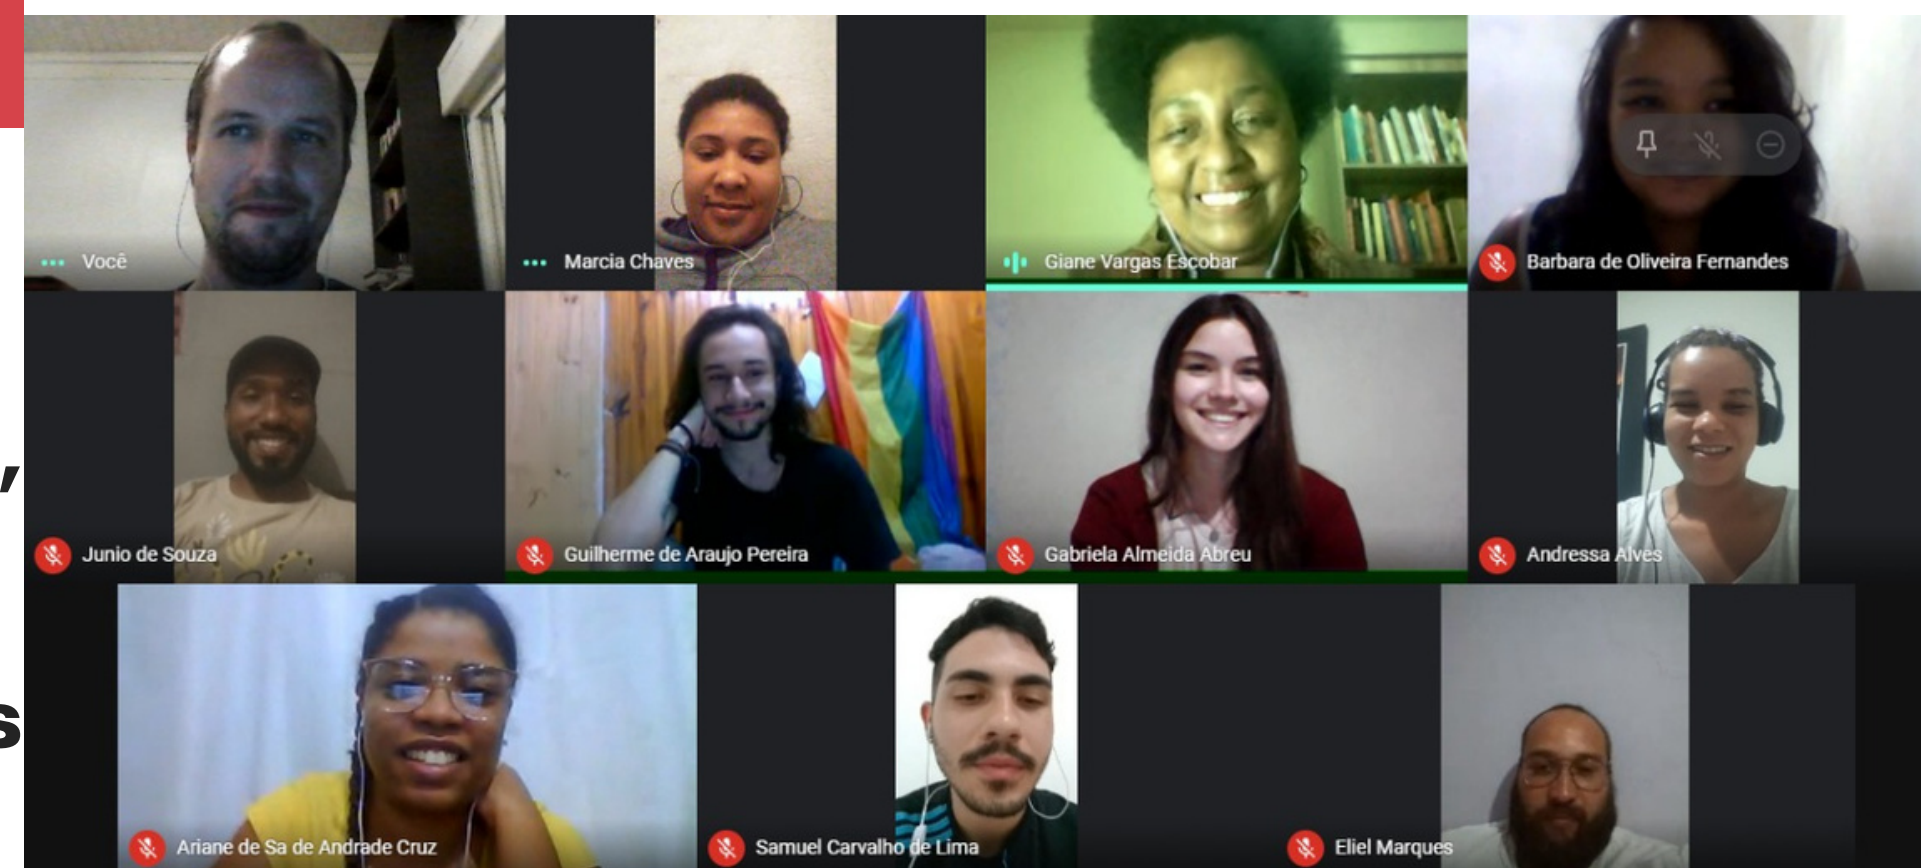 Você
Marcia Chaves
Giane Vargas Escobar
Barbara de Oliveira Fernandes
,
Junio de Souza
Guilherme de Araujo Pereira
Gabriela Almeida Abreu
Andressa Alves
s
Ariane de Sa de Andrade Cruz
Samuel Carvalho de Lima
Eliel Marques